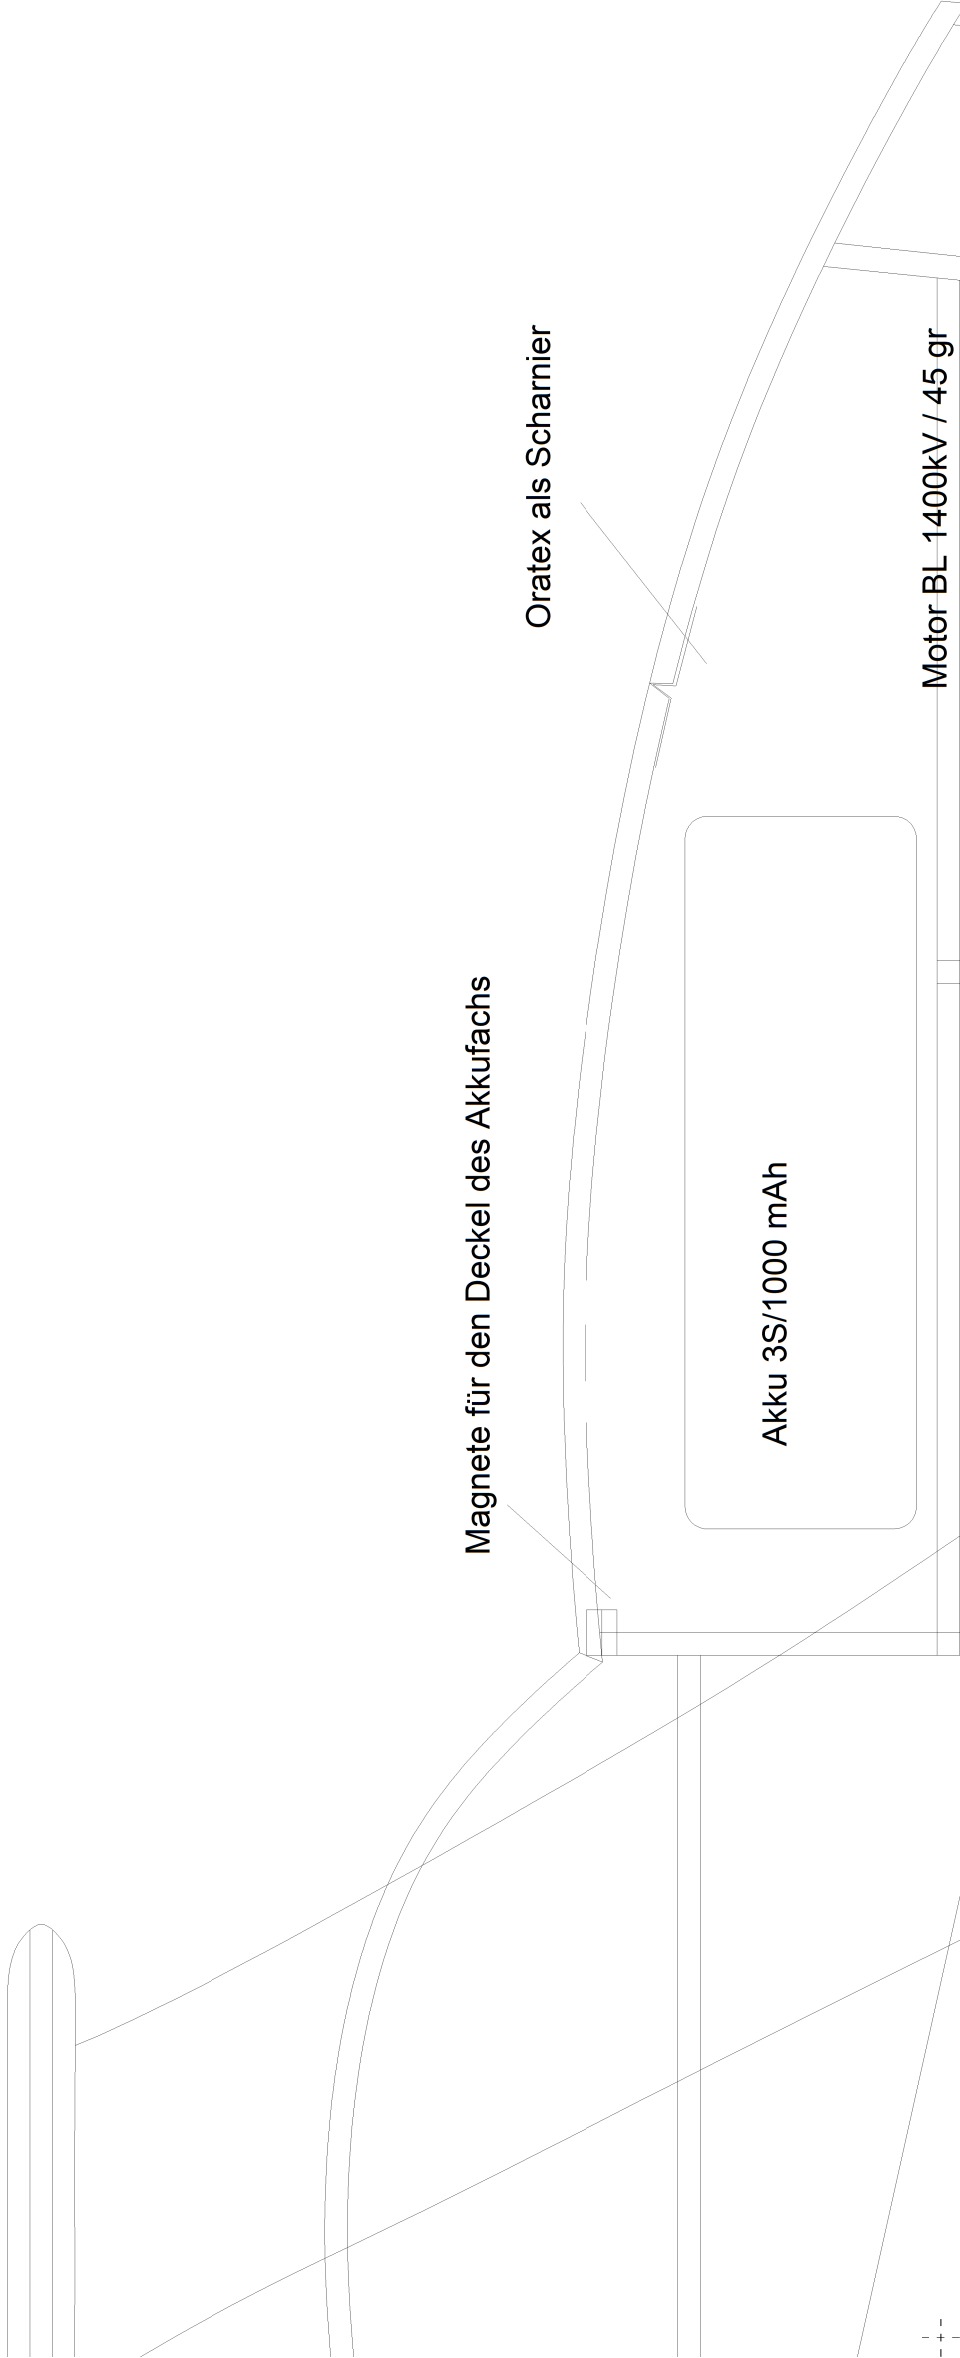 Magnete für den Deckel des Akkufachs
Oratex als Scharnier
Akku 3S/1000 mAh
Motor BL 1400kV / 45 gr